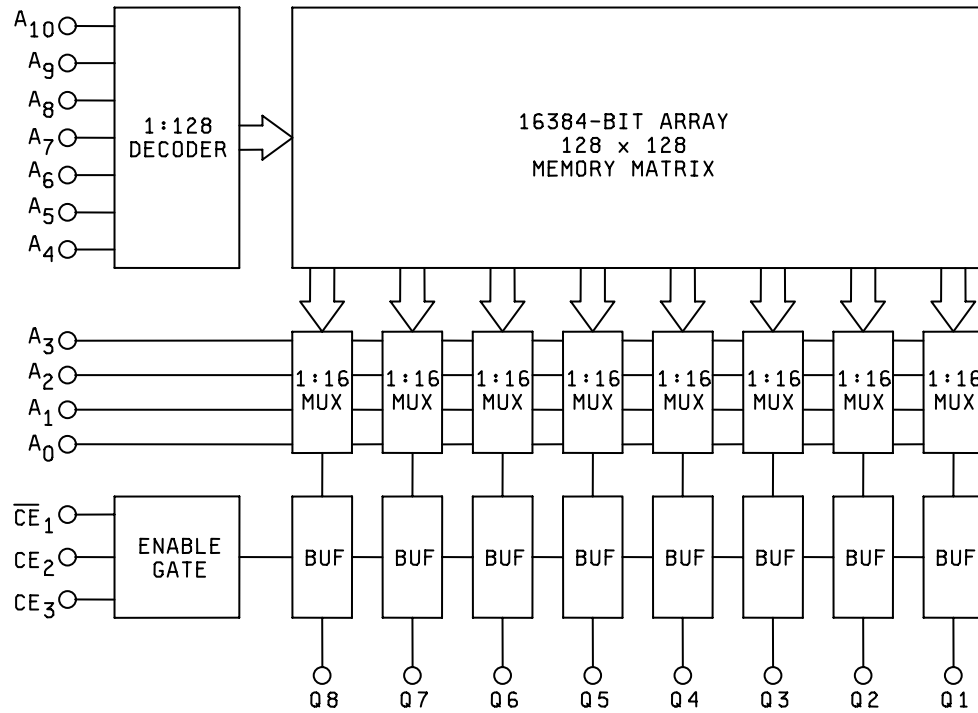 A10
A9
A8
A7
A6
A5
A4
1:128
DECODER
16384-BIT ARRAY
128 x 128
MEMORY MATRIX
A3
A2
A1
A0
1:16 1:16 1:16 1:16 1:16 1:16 1:16 1:16
MUX MUX MUX MUX MUX MUX MUX MUX
C̅E̅1
CE2
CE3
ENABLE
GATE
BUF BUF BUF BUF BUF BUF BUF BUF
Q8 Q7 Q6 Q5 Q4 Q3 Q2 Q1